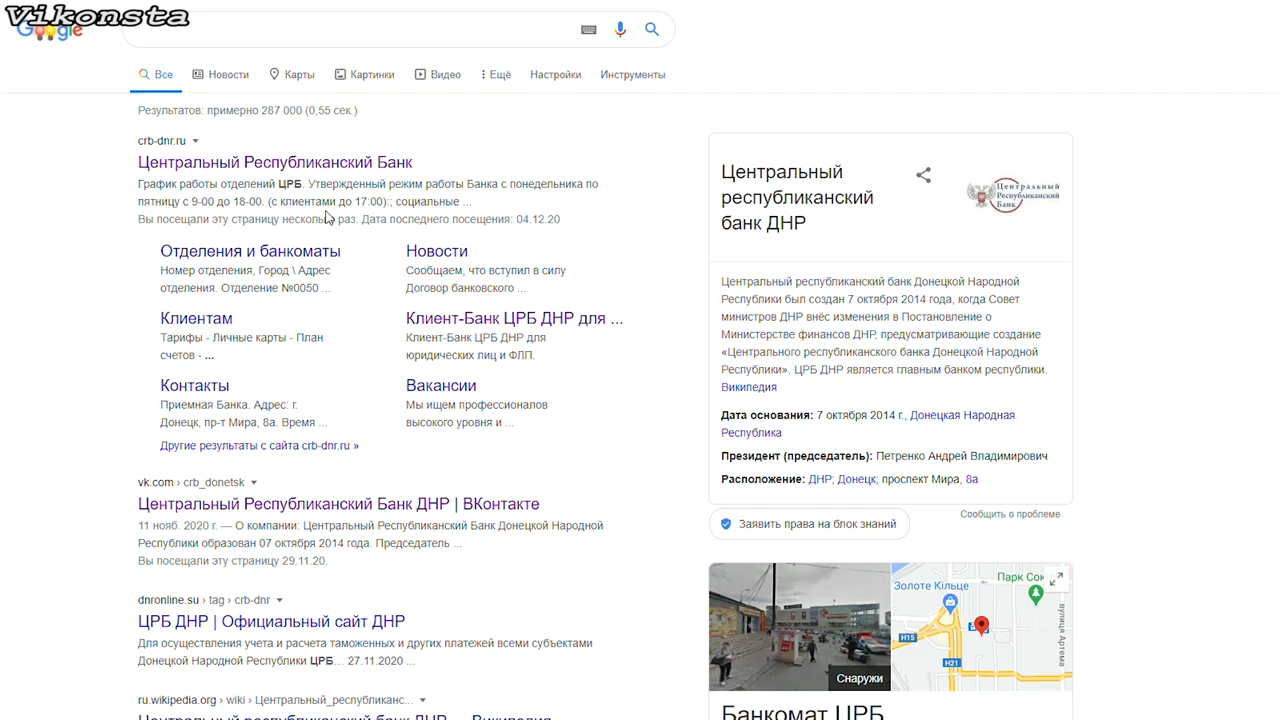 Vikonsta
Google
Все
Новости
Карты
Картинки
Видео
Ещё
Настройки
Инструменты
Результатов: примерно 287 000 (0,55 сек.)
crb-dnr.ru
Центральный Республиканский Банк
График работы отделений ЦРБ. Утвержденный режим работы Банка с понедельника по
пятницу с 9-00 до 18-00. (с клиентами до 17:00):; социальные ...
Вы посещали эту страницу несколько раз. Дата последнего посещения: 04.12.20
Отделения и банкоматы
Номер отделения, Город \ Адрес
отделения. Отделение №0050 ...
Новости
Сообщаем, что вступил в силу
Договор банковского ...
Клиентам
Тарифы - Личные карты - План
счетов - ...
Клиент-Банк ЦРБ ДНР для ...
Клиент-Банк ЦРБ ДНР для
юридических лиц и ФЛП.
Контакты
Приемная Банка. Адрес: г.
Донецк, пр-т Мира, 8а. Время ...
Вакансии
Мы ищем профессионалов
высокого уровня и ...
Другие результаты с сайта crb-dnr.ru »
vk.com › crb_donetsk
Центральный Республиканский Банк ДНР | ВКонтакте
11 нояб. 2020 г. — О компании: Центральный Республиканский Банк Донецкой Народной
Республики образован 07 октября 2014 года. Председатель ...
Вы посещали эту страницу 29.11.20.
dnronline.su › tag › crb-dnr
ЦРБ ДНР | Официальный сайт ДНР
Для осуществления учета и расчета таможенных и других платежей всеми субъектами
Донецкой Народной Республики ЦРБ... 27.11.2020 ...
ru.wikipedia.org › wiki › Центральный_республиканс...
Центральный республиканский банк ДНР — Википедия
Центральный
республиканский
банк ДНР
Центральный
Республиканский
Банк
Центральный республиканский банк Донецкой Народной
Республики был создан 7 октября 2014 года, когда Совет
министров ДНР внёс изменения в Постановление о
Министерстве финансов ДНР, предусматривающие создание
«Центрального республиканского банка Донецкой Народной
Республики». ЦРБ ДНР является главным банком республики.
Википедия
Дата основания: 7 октября 2014 г., Донецкая Народная
Республика
Президент (председатель): Петренко Андрей Владимирович
Расположение: ДНР; Донецк; проспект Мира, 8а
Сообщить о проблеме
Заявить права на блок знаний
Снаружи
Золоте Кільце
Парк Сок
H15
H21
вулиця Артема
Банкомат ЦРБ